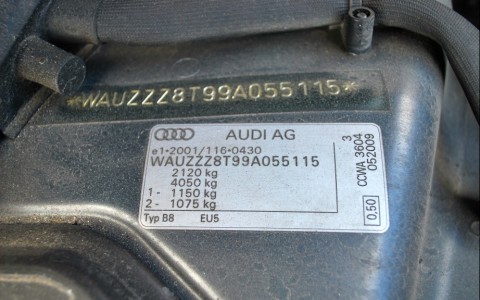 *WAUZZZ8T99A055115*
AUDI AG
e1-2001/116-0430
WAUZZZ8T99A055115
2120 kg
4050 kg
1- 1150 kg
2- 1075 kg
Typ B8 EU5
3
CCWA 3604
052009
0.50